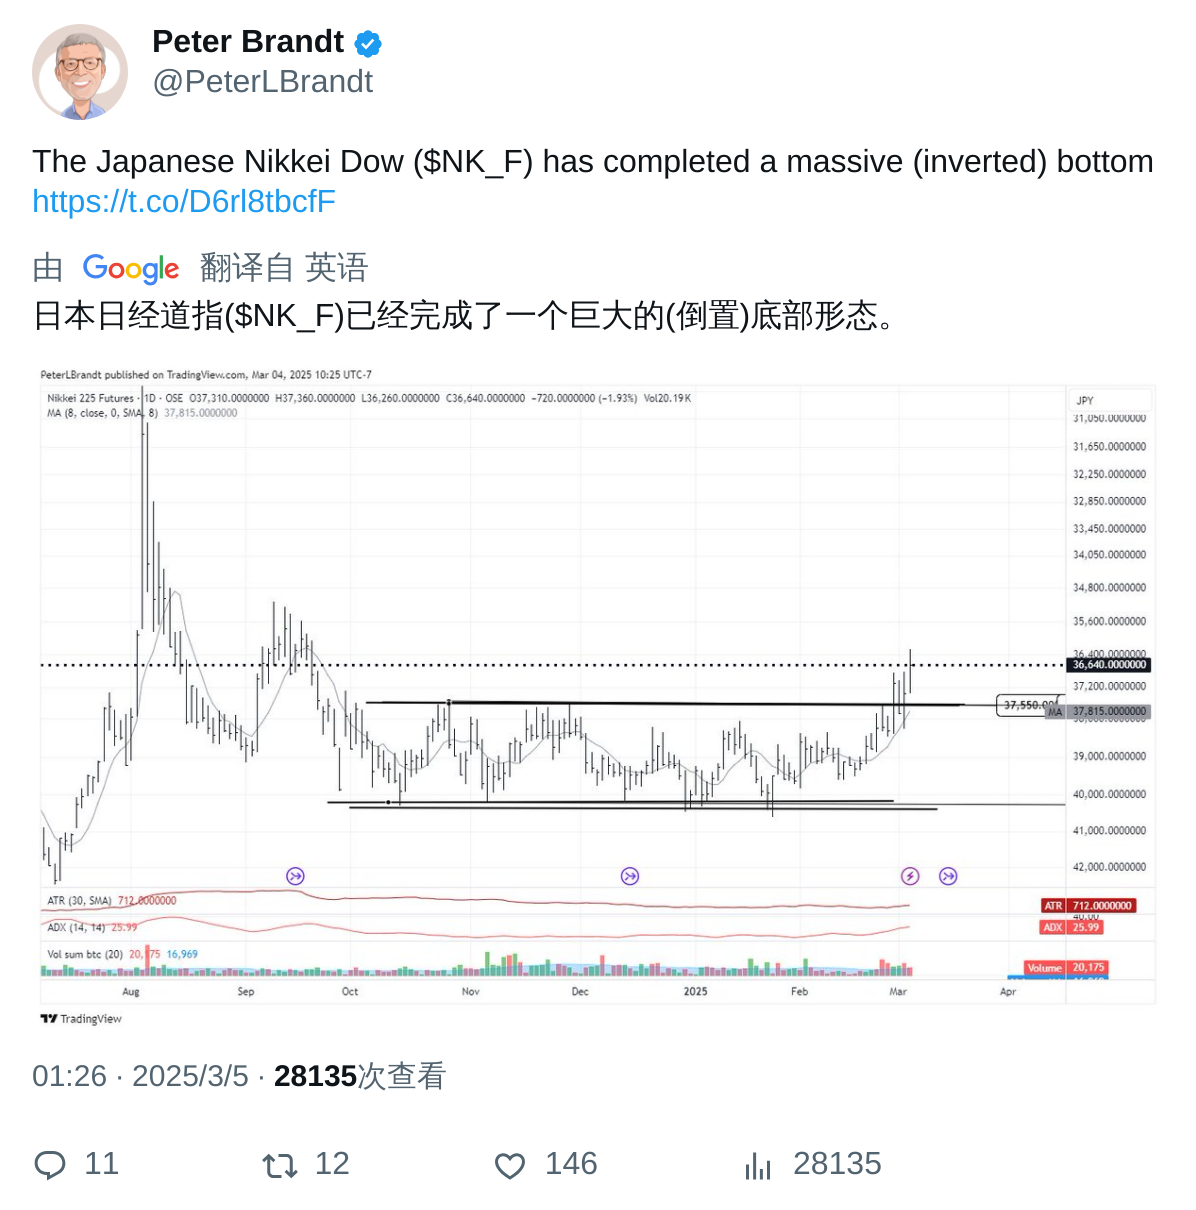 Peter Brandt
@PeterLBrandt
The Japanese Nikkei Dow ($NK_F) has completed a massive (inverted) bottom
https://t.co/D6rl8tbcfF
由 Google 翻译自 英语
日本日经道指($NK_F)已经完成了一个巨大的(倒置)底部形态。
PeterLBrandt published on TradingView.com, Mar 04, 2025 10:25 UTC-7
Nikkei 225 Futures · 1D · OSE O37,310.0000000 H37,360.0000000 L36,260.0000000 C36,640.0000000 −720.0000000 (−1.93%) Vol20.19K
MA (8, close, 0, SMA, 8) 37,815.0000000
JPY
31,050.0000000
31,650.0000000
32,250.0000000
32,850.0000000
33,450.0000000
34,050.0000000
34,800.0000000
35,600.0000000
36,400.0000000
36,640.0000000
37,200.0000000
37,550.00
MA 37,815.0000000
39,000.0000000
40,000.0000000
41,000.0000000
42,000.0000000
ATR (30, SMA) 712.0000000
ATR 712.0000000
40.00
ADX (14, 14) 25.99
ADX 25.99
Vol sum btc (20) 20,175 16,969
Volume 20,175
Aug Sep Oct Nov Dec 2025 Feb Mar Apr
TradingView
01:26 · 2025/3/5 · 28135次查看
11 12 146 28135